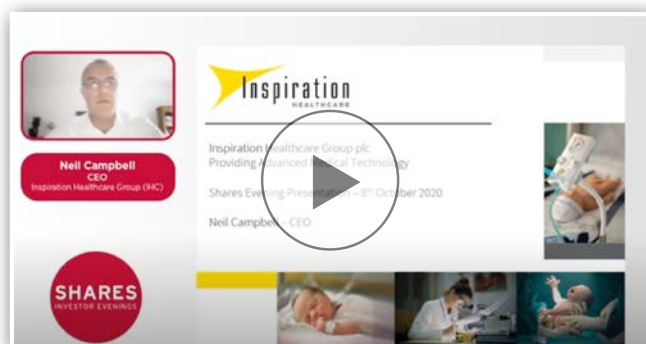 Neil Campbell
CEO
Inspiration Healthcare Group (IHC)
SHARES
INVESTOR EVENINGS
Inspiration
HEALTHCARE
Inspiration Healthcare Group plc
Providing Advanced Medical Technology
Shares Evening Presentation – 8th October 2020
Neil Campbell – CEO